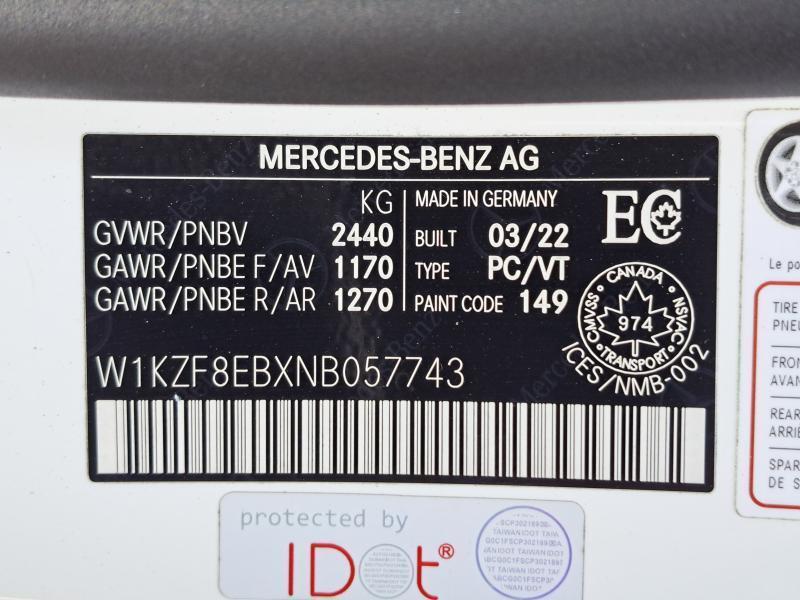 MERCEDES-BENZ AG
KG
GVWR/PNBV 2440
GAWR/PNBE F/AV 1170
GAWR/PNBE R/AR 1270
MADE IN GERMANY
BUILT 03/22
TYPE PC/VT
PAINT CODE 149
EC
CANADA
CMVSS
NSVAC
974
TRANSPORT
ICES/NMB-002
W1KZF8EBXNB057743
protected by
IDOt®
Le po
TIRE
PNEU
FRON
AVAN
REAR
ARRIE
SPAR
DE S